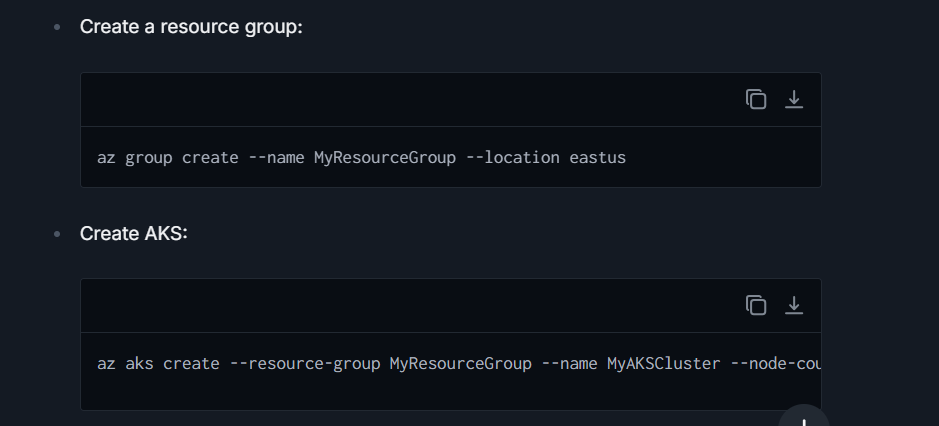 Create a resource group:
az group create --name MyResourceGroup --location eastus
Create AKS:
az aks create --resource-group MyResourceGroup --name MyAKSCluster --node-cou